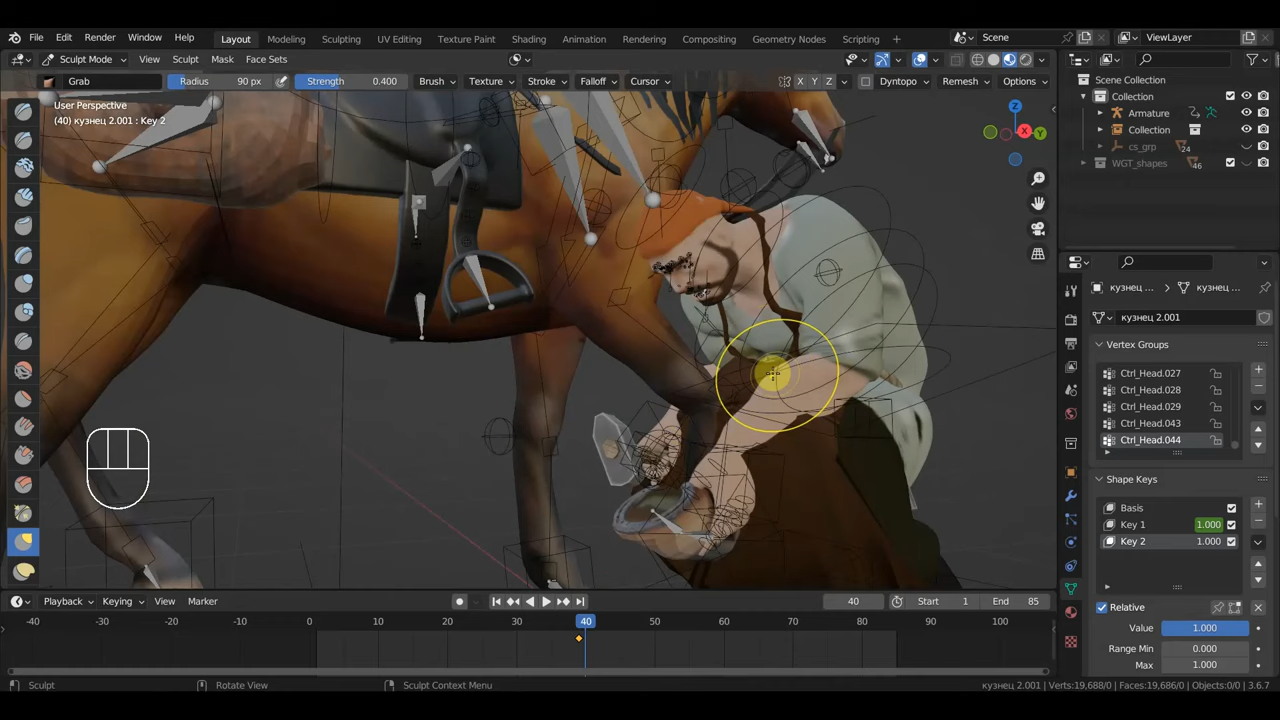 File Edit Render Window Help Layout Modeling Sculpting UV Editing Texture Paint Shading Animation Rendering Compositing Geometry Nodes Scripting + Scene ViewLayer
Sculpt Mode View Sculpt Mask Face Sets
Grab Radius 90 px Strength 0.400 Brush Texture Stroke Falloff Cursor X Y Z Dyntopo Remesh Options
User Perspective
(40) кузнец 2.001 : Key 2
Z
Y
X
Scene Collection
Collection
Armature
Collection
cs_grp 24
WGT_shapes 46
кузнец ... кузнец ...
кузнец 2.001
Vertex Groups
Ctrl_Head.027
Ctrl_Head.028
Ctrl_Head.029
Ctrl_Head.043
Ctrl_Head.044
Shape Keys
Basis
Key 1 1.000
Key 2 1.000
Relative
Value 1.000
Range Min 0.000
Max 1.000
Playback Keying View Marker 40 Start 1 End 85
-40 -30 -20 -10 0 10 20 30 40 50 60 70 80 90 100
Sculpt Rotate View Sculpt Context Menu кузнец 2.001 | Verts:19,688/0 | Faces:19,686/0 | Objects:0/0 | 3.6.7